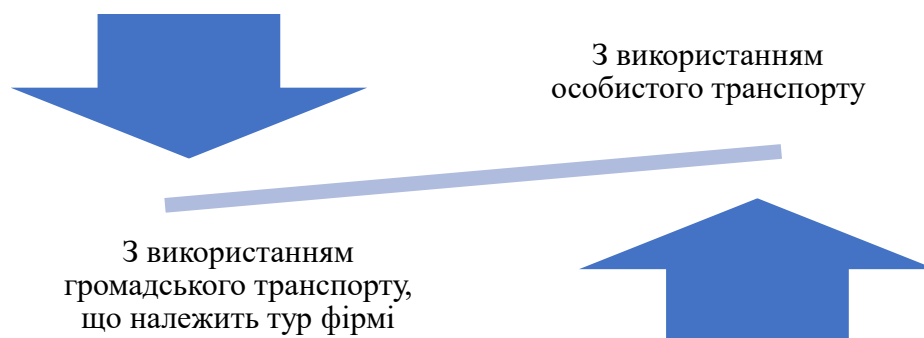 З використанням
особистого транспорту
З використанням
громадського транспорту,
що належить тур фірмі